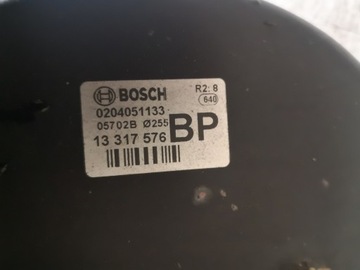 BOSCH R2: 8
0204051133 640
05702B Ø255
13 317 576 BP